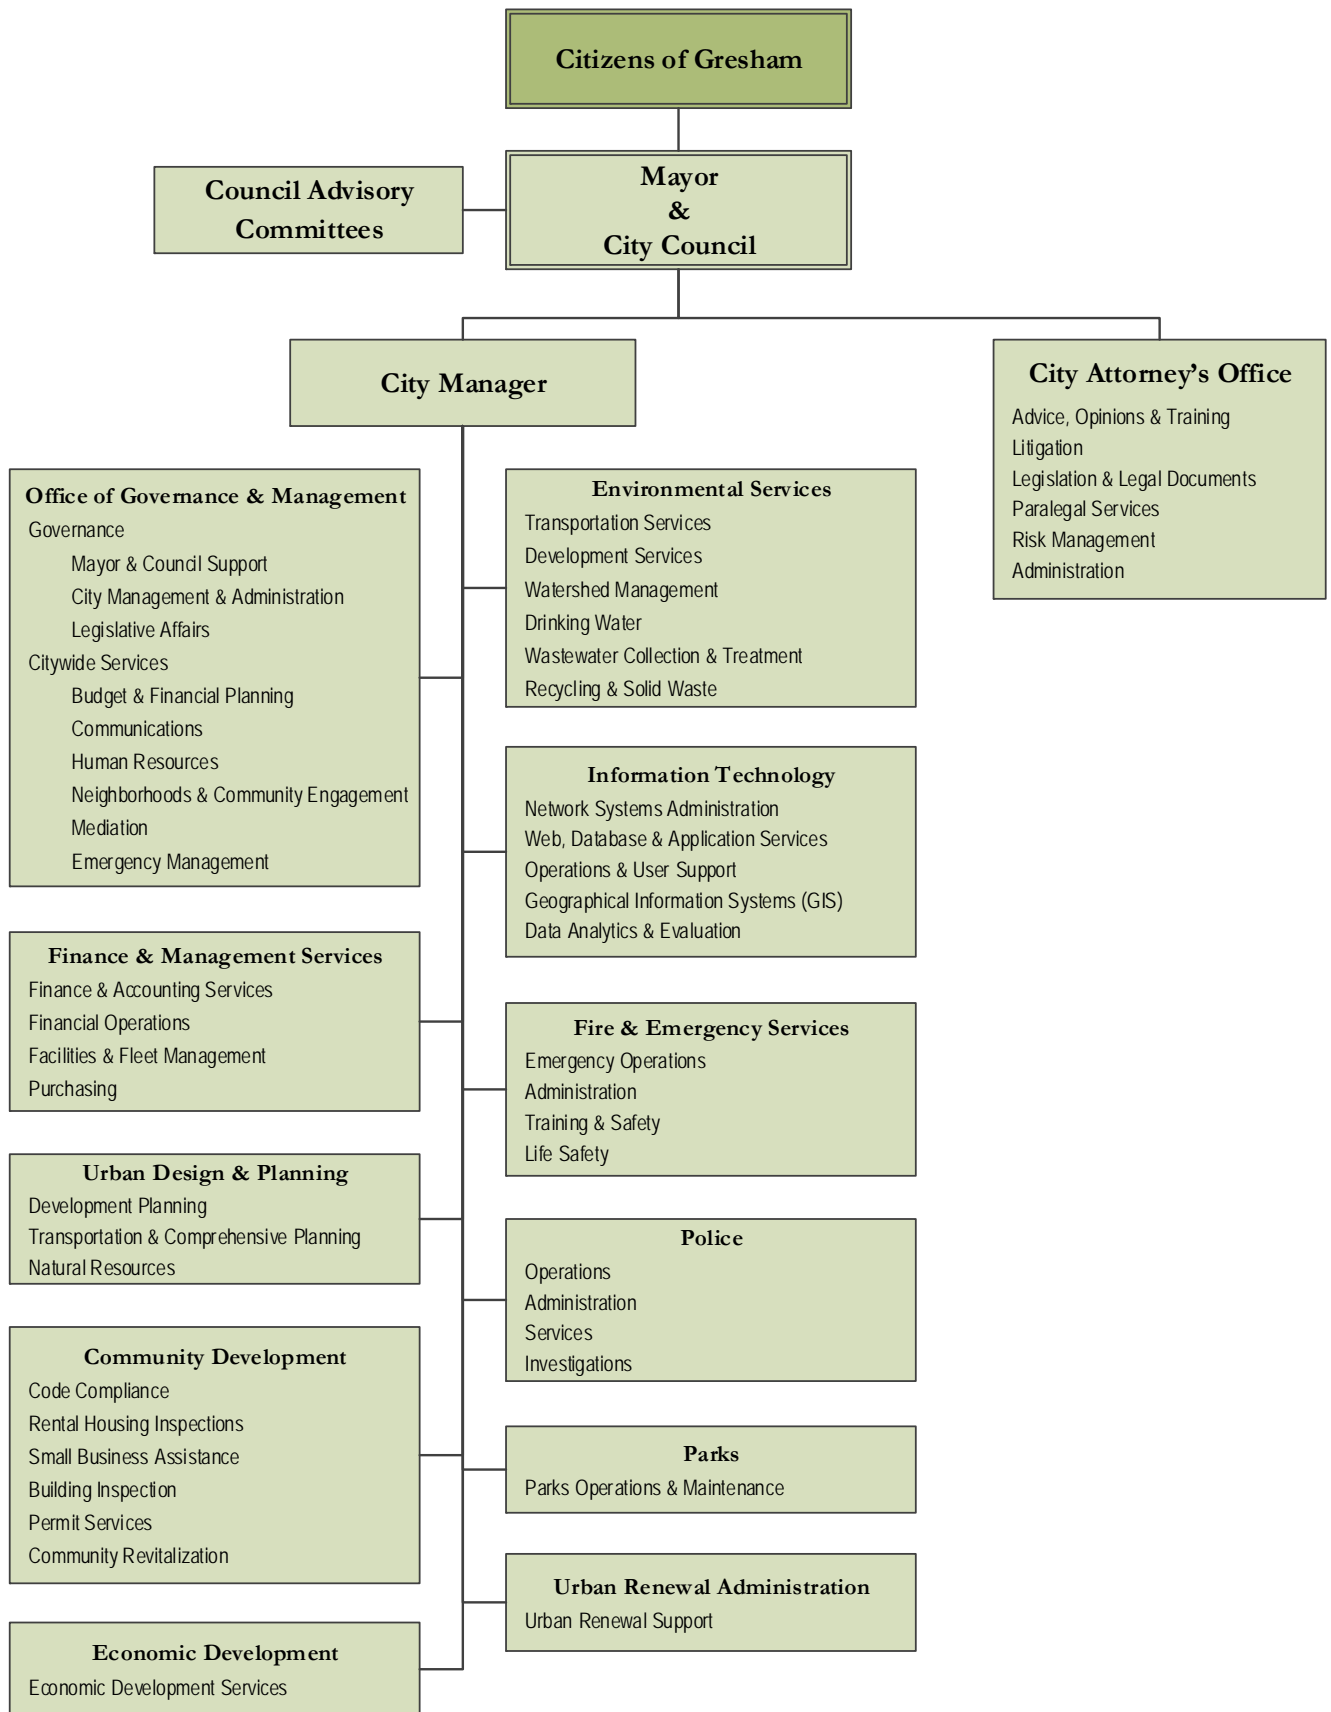 Citizens of Gresham
Council Advisory
Committees
Mayor
&
City Council
City Manager
City Attorney’s Office
Advice, Opinions & Training
Litigation
Legislation & Legal Documents
Paralegal Services
Risk Management
Administration
Office of Governance & Management
Governance
Mayor & Council Support
City Management & Administration
Legislative Affairs
Citywide Services
Budget & Financial Planning
Communications
Human Resources
Neighborhoods & Community Engagement
Mediation
Emergency Management
Finance & Management Services
Finance & Accounting Services
Financial Operations
Facilities & Fleet Management
Purchasing
Urban Design & Planning
Development Planning
Transportation & Comprehensive Planning
Natural Resources
Community Development
Code Compliance
Rental Housing Inspections
Small Business Assistance
Building Inspection
Permit Services
Community Revitalization
Economic Development
Economic Development Services
Environmental Services
Transportation Services
Development Services
Watershed Management
Drinking Water
Wastewater Collection & Treatment
Recycling & Solid Waste
Information Technology
Network Systems Administration
Web, Database & Application Services
Operations & User Support
Geographical Information Systems (GIS)
Data Analytics & Evaluation
Fire & Emergency Services
Emergency Operations
Administration
Training & Safety
Life Safety
Police
Operations
Administration
Services
Investigations
Parks
Parks Operations & Maintenance
Urban Renewal Administration
Urban Renewal Support